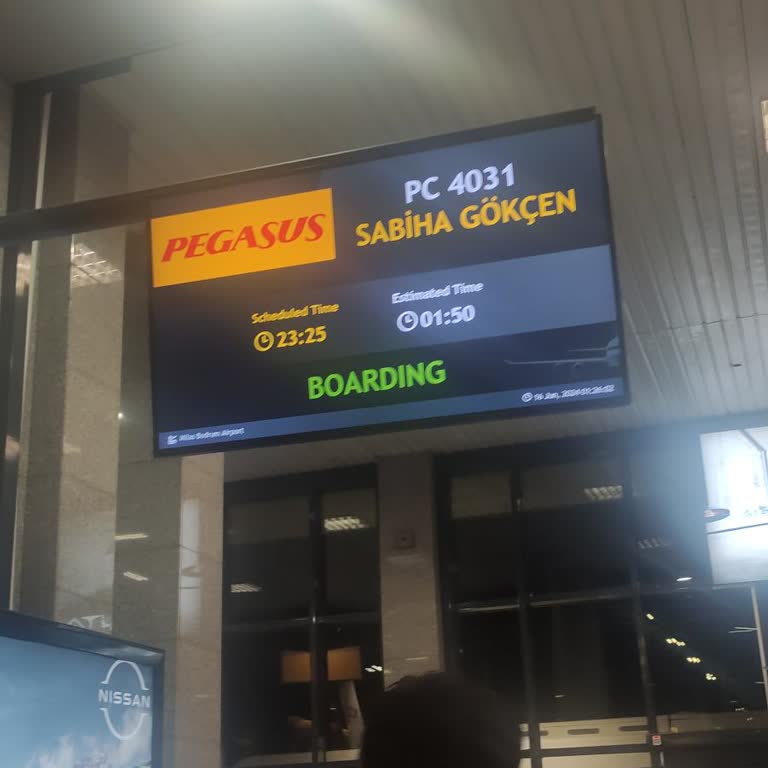 PC 4031
PEGASUS
SABİHA GÖKÇEN
Scheduled Time
Estimated Time
23:25
01:50
BOARDING
Milas Bodrum Airport
NISSAN